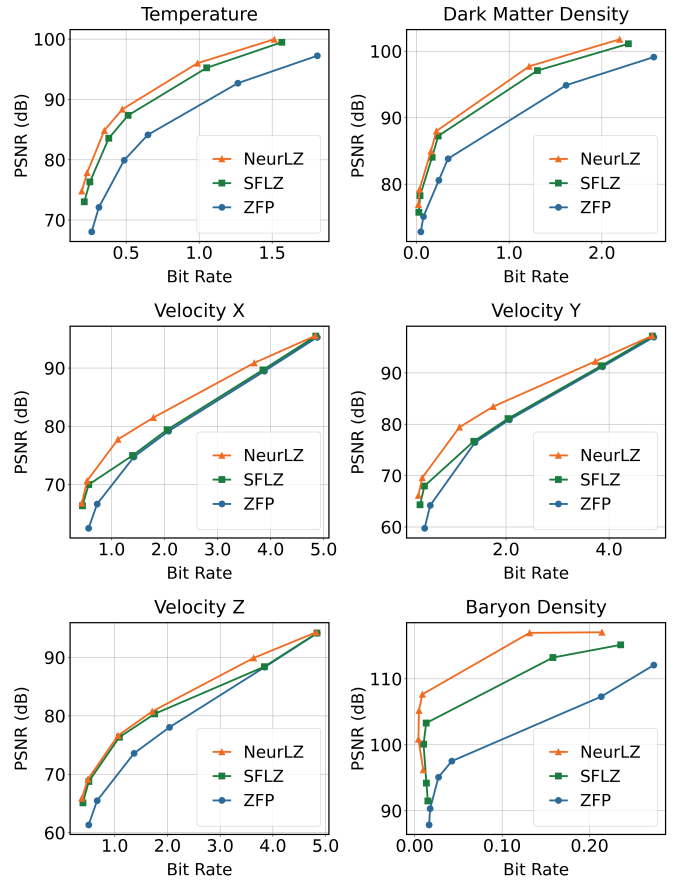 Temperature
PSNR (dB)
100
90
80
70
NeurLZ
SFLZ
ZFP
0.5
1.0
1.5
Bit Rate
Dark Matter Density
PSNR (dB)
100
90
80
NeurLZ
SFLZ
ZFP
0.0
1.0
2.0
Bit Rate
Velocity X
PSNR (dB)
90
80
70
NeurLZ
SFLZ
ZFP
1.0
2.0
3.0
4.0
5.0
Bit Rate
Velocity Y
PSNR (dB)
90
80
70
60
NeurLZ
SFLZ
ZFP
2.0
4.0
Bit Rate
Velocity Z
PSNR (dB)
90
80
70
60
NeurLZ
SFLZ
ZFP
1.0
2.0
3.0
4.0
5.0
Bit Rate
Baryon Density
PSNR (dB)
110
100
90
NeurLZ
SFLZ
ZFP
0.00
0.10
0.20
Bit Rate